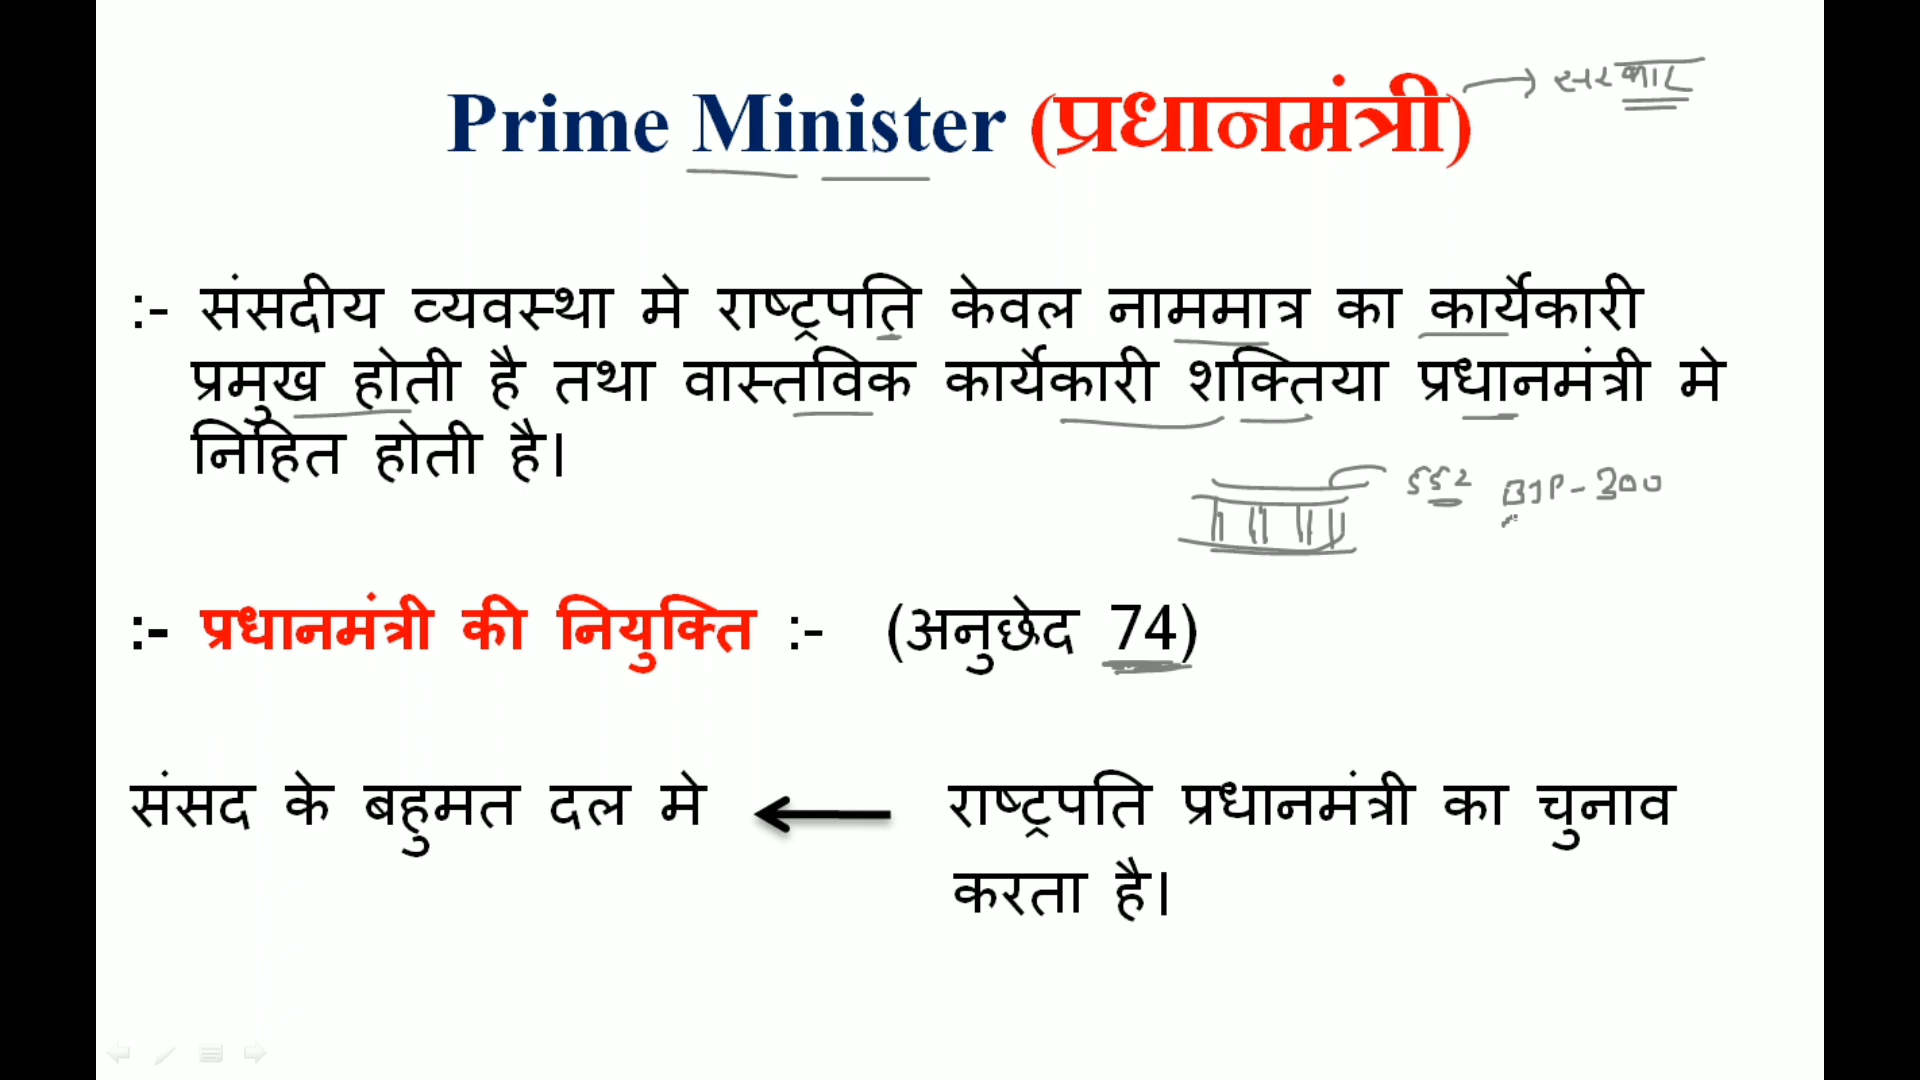 Prime Minister (प्रधानमंत्री) सरकार
:- संसदीय व्यवस्था मे राष्ट्रपति केवल नाममात्र का कार्येकारी
प्रमुख होती है तथा वास्तविक कार्येकारी शक्तिया प्रधानमंत्री मे
निहित होती है।
552 BJP-300
:- प्रधानमंत्री की नियुक्ति :- (अनुछेद 74)
संसद के बहुमत दल मे ← राष्ट्रपति प्रधानमंत्री का चुनाव
करता है।